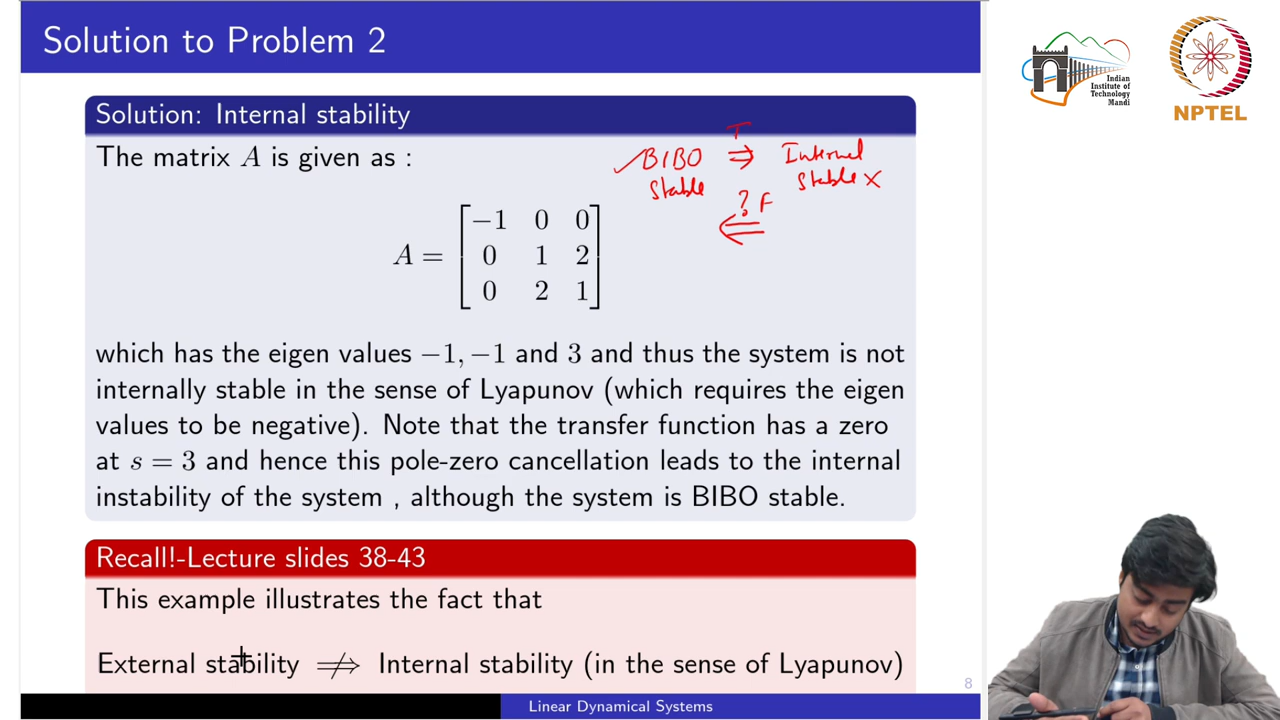 Solution to Problem 2
Solution: Internal stability
The matrix A is given as :
A = [−1 0 0
0 1 2
0 2 1]
BIBO Stable ⇒ Internal Stable X
T
? F
⇐
which has the eigen values −1, −1 and 3 and thus the system is not
internally stable in the sense of Lyapunov (which requires the eigen
values to be negative). Note that the transfer function has a zero
at s = 3 and hence this pole-zero cancellation leads to the internal
instability of the system , although the system is BIBO stable.
Recall!-Lecture slides 38-43
This example illustrates the fact that
External stability ⇏ Internal stability (in the sense of Lyapunov)
8
Linear Dynamical Systems
Indian
Institute of
Technology
Mandi
NPTEL